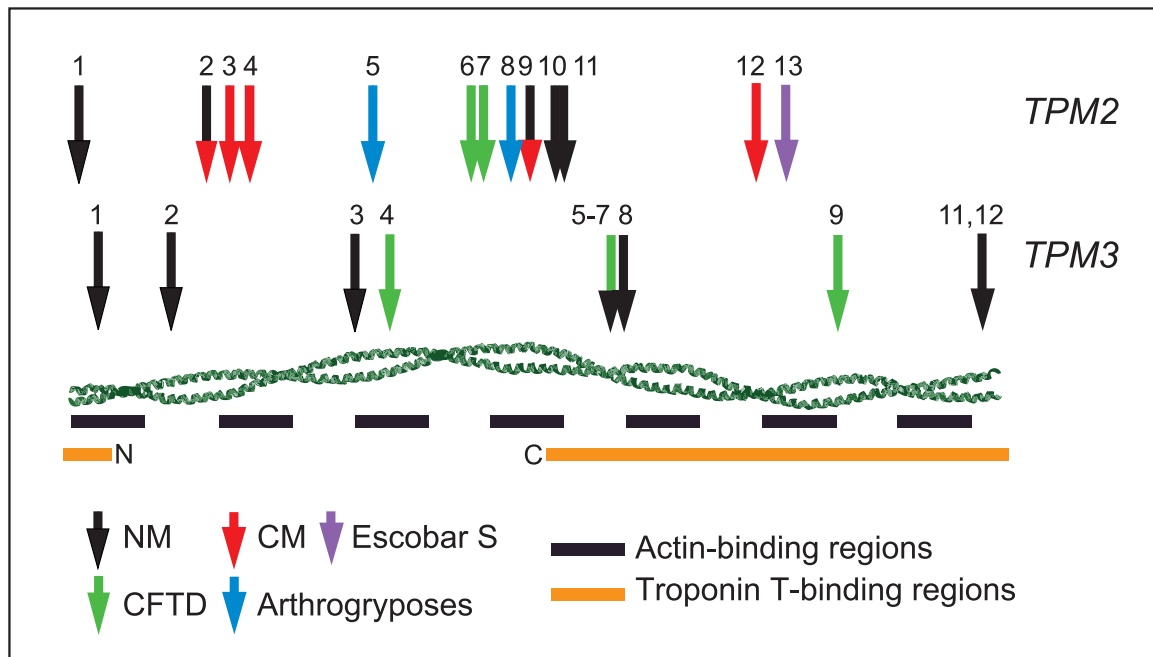 1 2 3 4 5 6 7 8 9 10 11 12 13 TPM2
1 2 3 4 5-7 8 9 11,12 TPM3
N C
NM CM Escobar S Actin-binding regions
CFTD Arthrogryposes Troponin T-binding regions